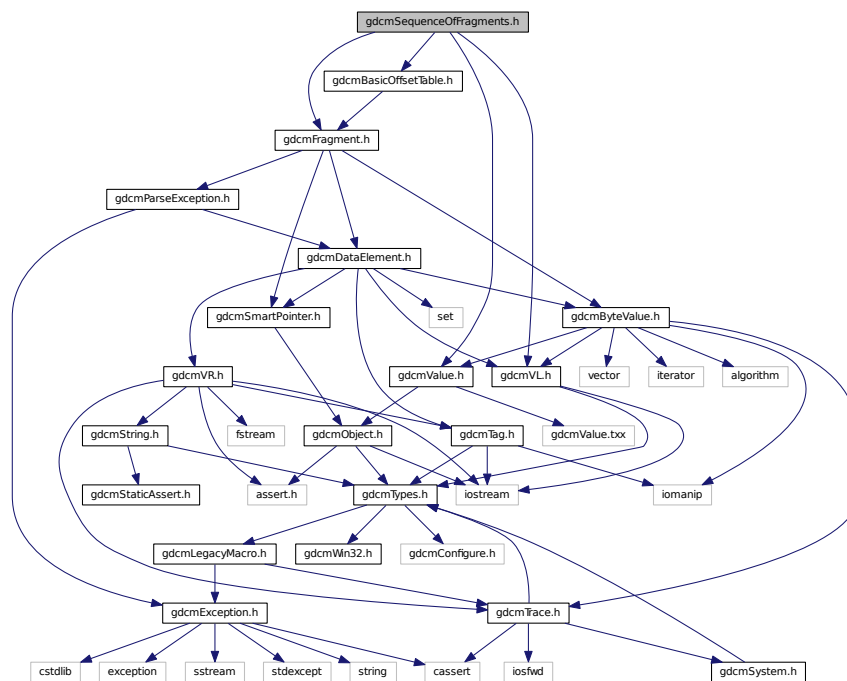 gdcmSequenceOfFragments.h
gdcmBasicOffsetTable.h
gdcmFragment.h
gdcmParseException.h
gdcmDataElement.h
gdcmSmartPointer.h
set
gdcmByteValue.h
gdcmVR.h
gdcmValue.h
gdcmVL.h
vector
iterator
algorithm
gdcmString.h
fstream
gdcmObject.h
gdcmTag.h
gdcmValue.txx
gdcmStaticAssert.h
assert.h
gdcmTypes.h
iostream
iomanip
gdcmLegacyMacro.h
gdcmWin32.h
gdcmConfigure.h
gdcmException.h
gdcmTrace.h
cstdlib
exception
sstream
stdexcept
string
cassert
iosfwd
gdcmSystem.h